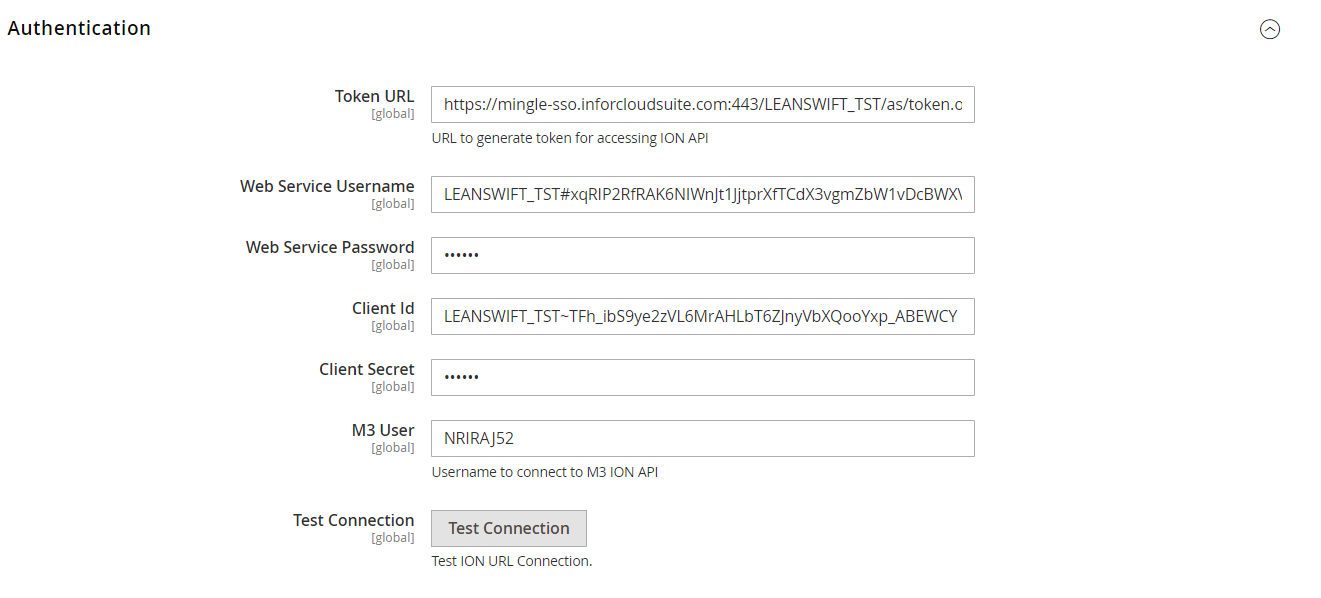 Authentication
Token URL
[global]
https://mingle-sso.inforcloudsuite.com:443/LEANSWIFT_TST/as/token.o
URL to generate token for accessing ION API
Web Service Username
[global]
LEANSWIFT_TST#xqRIP2RfRAK6NIWnJt1JjtprXfTCdX3vgmZbW1vDcBWXV
Web Service Password
[global]
••••••
Client Id
[global]
LEANSWIFT_TST~TFh_ibS9ye2zVL6MrAHLbT6ZJnyVbXQooYxp_ABEWCY
Client Secret
[global]
••••••
M3 User
[global]
NRIRAJ52
Username to connect to M3 ION API
Test Connection
[global]
Test Connection
Test ION URL Connection.